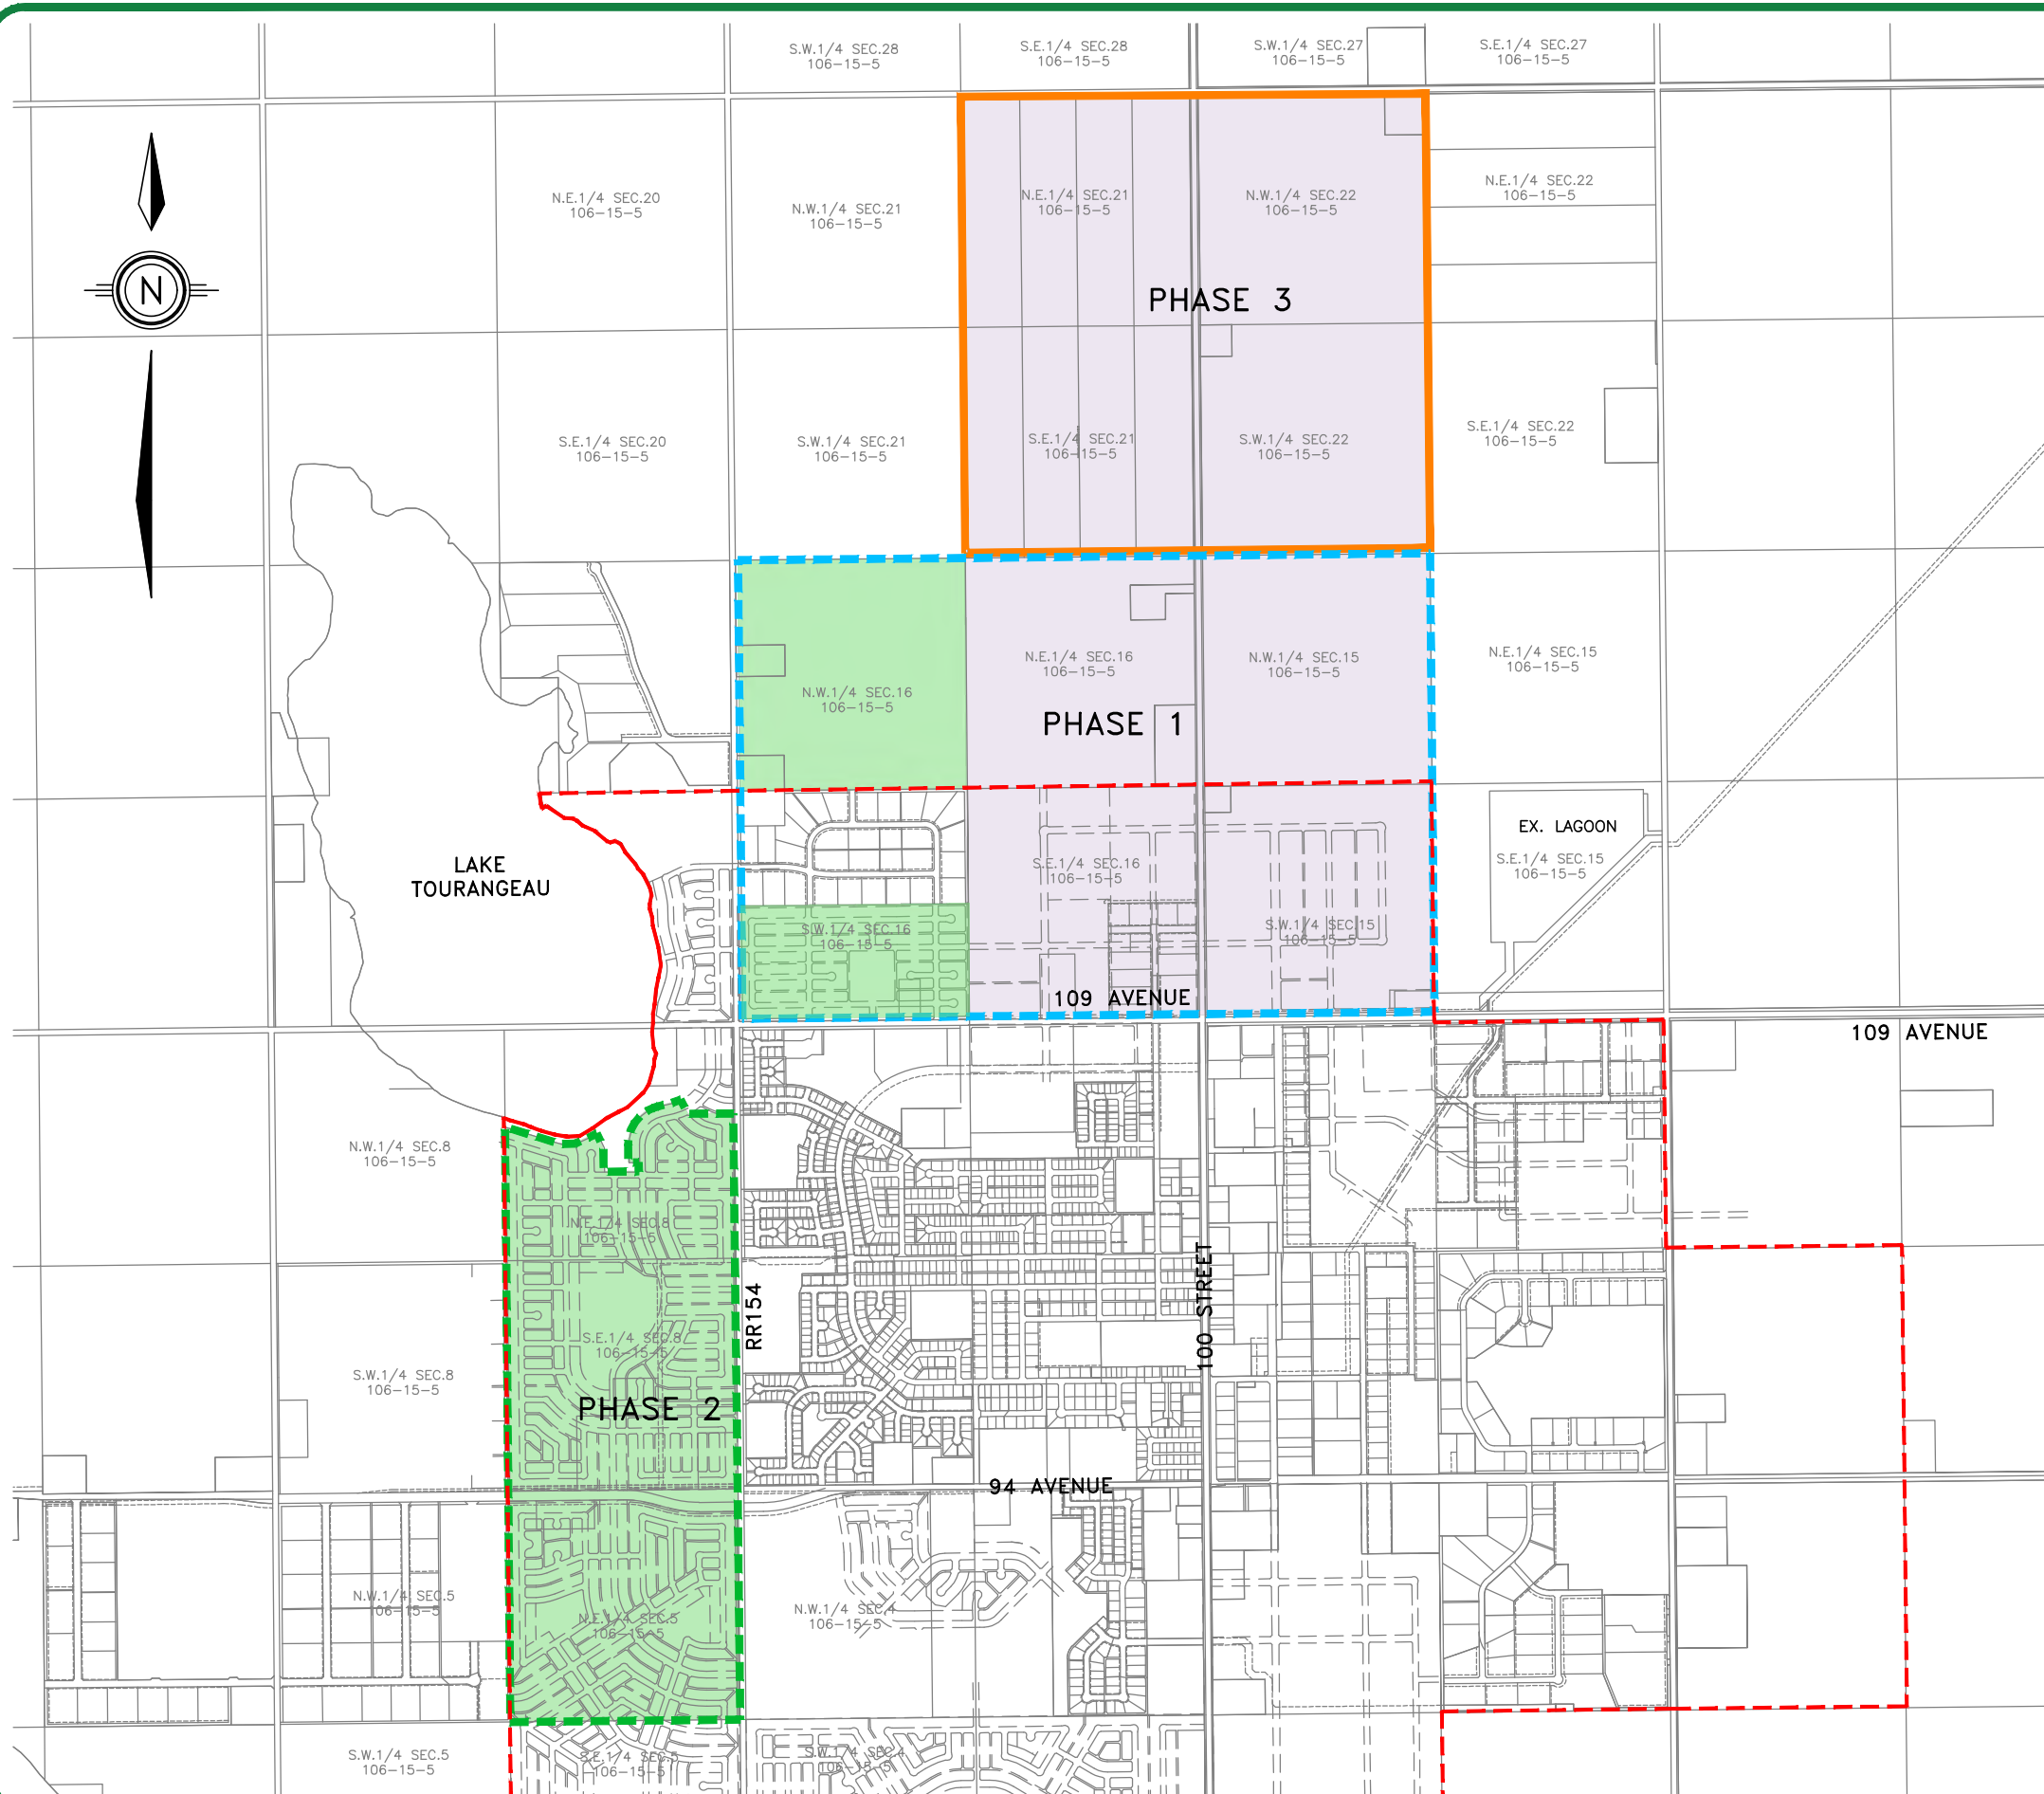 S.W.1/4 SEC.28
106-15-5
S.E.1/4 SEC.28
106-15-5
S.W.1/4 SEC.27
106-15-5
S.E.1/4 SEC.27
106-15-5
N.E.1/4 SEC.20
106-15-5
N.W.1/4 SEC.21
106-15-5
N.E.1/4 SEC.21
106-15-5
N.W.1/4 SEC.22
106-15-5
N.E.1/4 SEC.22
106-15-5
N
PHASE 3
S.E.1/4 SEC.20
106-15-5
S.W.1/4 SEC.21
106-15-5
S.E.1/4 SEC.21
106-15-5
S.W.1/4 SEC.22
106-15-5
S.E.1/4 SEC.22
106-15-5
N.W.1/4 SEC.16
106-15-5
N.E.1/4 SEC.16
106-15-5
N.W.1/4 SEC.15
106-15-5
N.E.1/4 SEC.15
106-15-5
PHASE 1
EX. LAGOON
S.E.1/4 SEC.15
106-15-5
LAKE
TOURANGEAU
S.E.1/4 SEC.16
106-15-5
S.W.1/4 SEC.16
106-15-5
S.W.1/4 SEC.15
106-15-5
109 AVENUE
109 AVENUE
N.W.1/4 SEC.8
106-15-5
N.E.1/4 SEC.8
106-15-5
RR154
100 STREET
S.E.1/4 SEC.8
106-15-5
S.W.1/4 SEC.8
106-15-5
PHASE 2
94 AVENUE
N.W.1/4 SEC.5
106-15-5
N.E.1/4 SEC.5
106-15-5
N.W.1/4 SEC.4
106-15-5
S.W.1/4 SEC.5
106-15-5
S.E.1/4 SEC.5
106-15-5
S.W.1/4 SEC.4
106-15-5